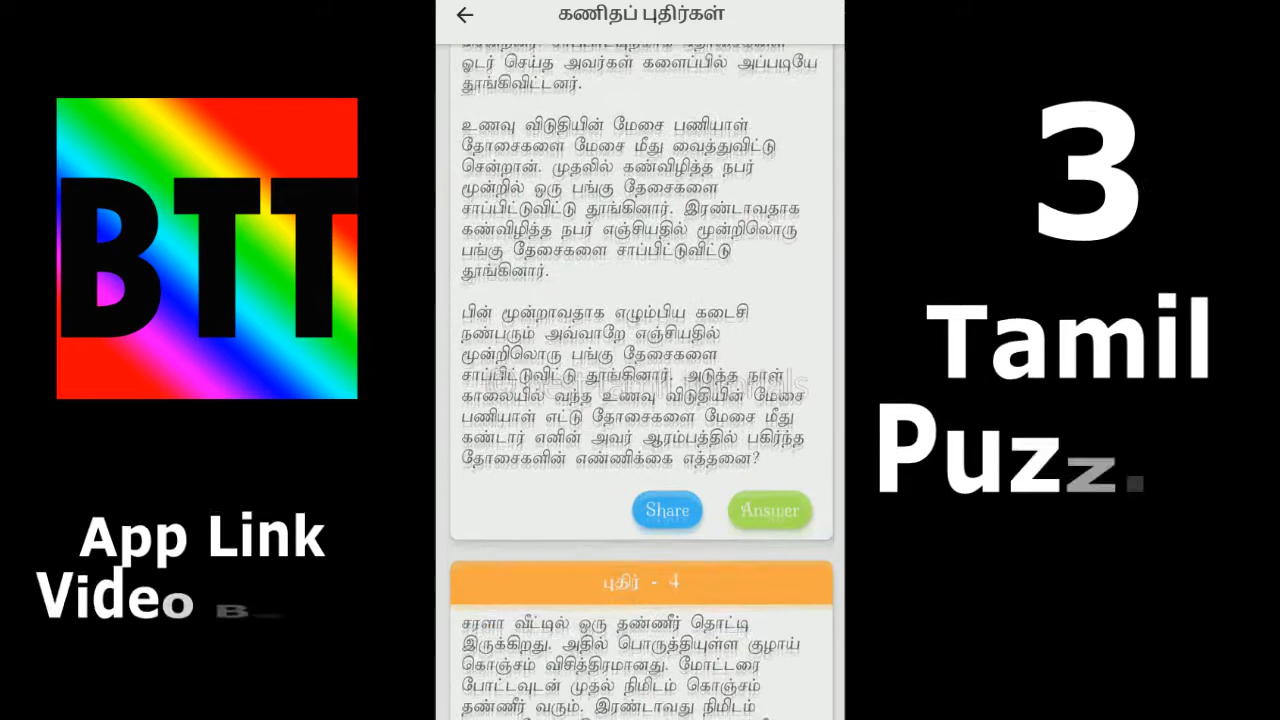 கணிதப் புதிர்கள்
ஓடர் செய்த அவர்கள் களைப்பில் அப்படியே
தூங்கிவிட்டனர்.
உணவு விடுதியின் மேசை பணியாள்
தோசைகளை மேசை மீது வைத்துவிட்டு
சென்றான். முதலில் கண்விழித்த நபர்
மூன்றில் ஒரு பங்கு தேசைகளை
சாப்பிட்டுவிட்டு தூங்கினார். இரண்டாவதாக
கண்விழித்த நபர் எஞ்சியதில் மூன்றிலொரு
பங்கு தேசைகளை சாப்பிட்டுவிட்டு
தூங்கினார்.
பின் மூன்றாவதாக எழும்பிய கடைசி
நண்பரும் அவ்வாறே எஞ்சியதில்
மூன்றிலொரு பங்கு தேசைகளை
சாப்பிட்டுவிட்டு தூங்கினார். அடுத்த நாள்
காலையில் வந்த உணவு விடுதியின் மேசை
பணியாள் எட்டு தோசைகளை மேசை மீது
கண்டார் எனின் அவர் ஆரம்பத்தில் பகிர்ந்த
தோசைகளின் எண்ணிக்கை எத்தனை?
Share Answer
புதிர் - 4
சரளா வீட்டில் ஒரு தண்ணீர் தொட்டி
இருக்கிறது. அதில் பொருத்தியுள்ள குழாய்
கொஞ்சம் விசித்திரமானது. மோட்டரை
போட்டவுடன் முதல் நிமிடம் கொஞ்சம்
தண்ணீர் வரும். இரண்டாவது நிமிடம்
BTT
App Link
Video B
3
Tamil
Puzz